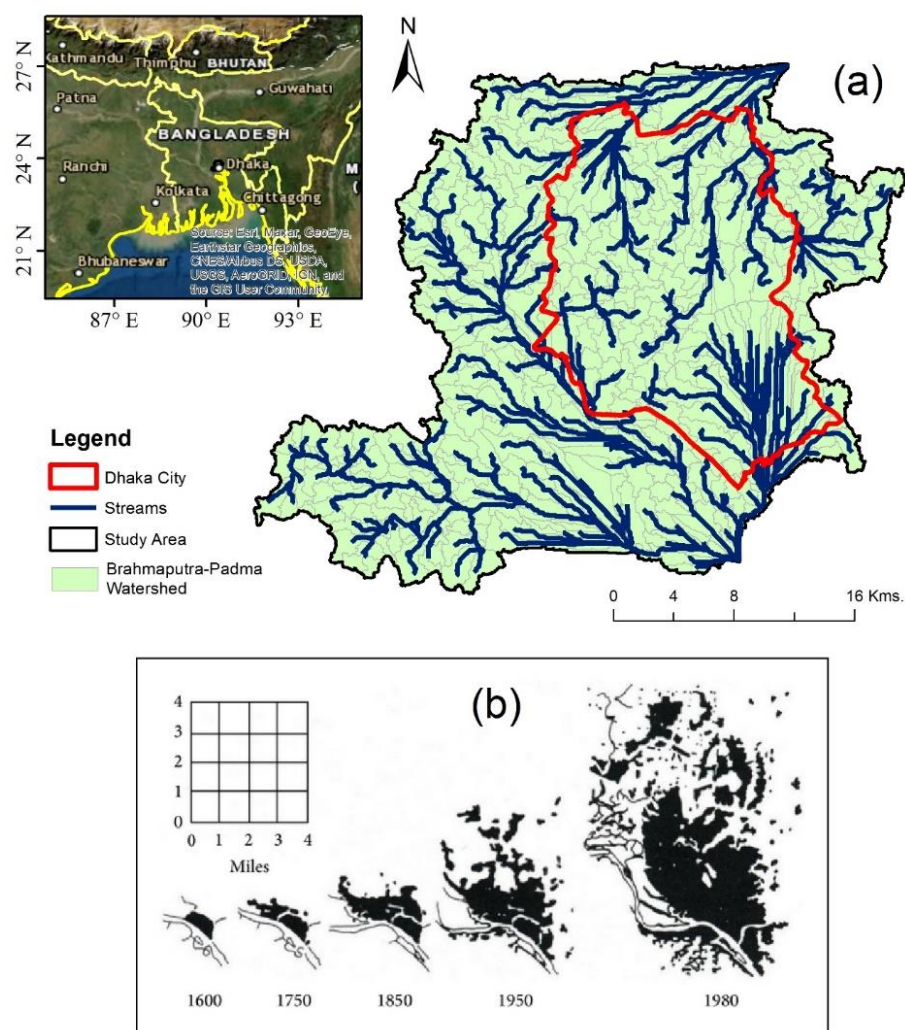 27° N
24° N
21° N
Kathmandu
Thimphu
BHUTAN
Guwahati
Patna
BANGLADESH
Ranchi
Dhaka
Kolkata
Chittagong
M
Bhubaneswar
Source: Esri, Maxar, GeoEye,
Earthstar Geographics,
CNES/Airbus DS, USDA,
USGS, AeroGRID, IGN, and
the GIS User Community
87° E
90° E
93° E
N
(a)
Legend
Dhaka City
Streams
Study Area
Brahmaputra-Padma
Watershed
0 4 8 16 Kms.
(b)
4
3
2
1
0
0 1 2 3 4
Miles
1600
1750
1850
1950
1980